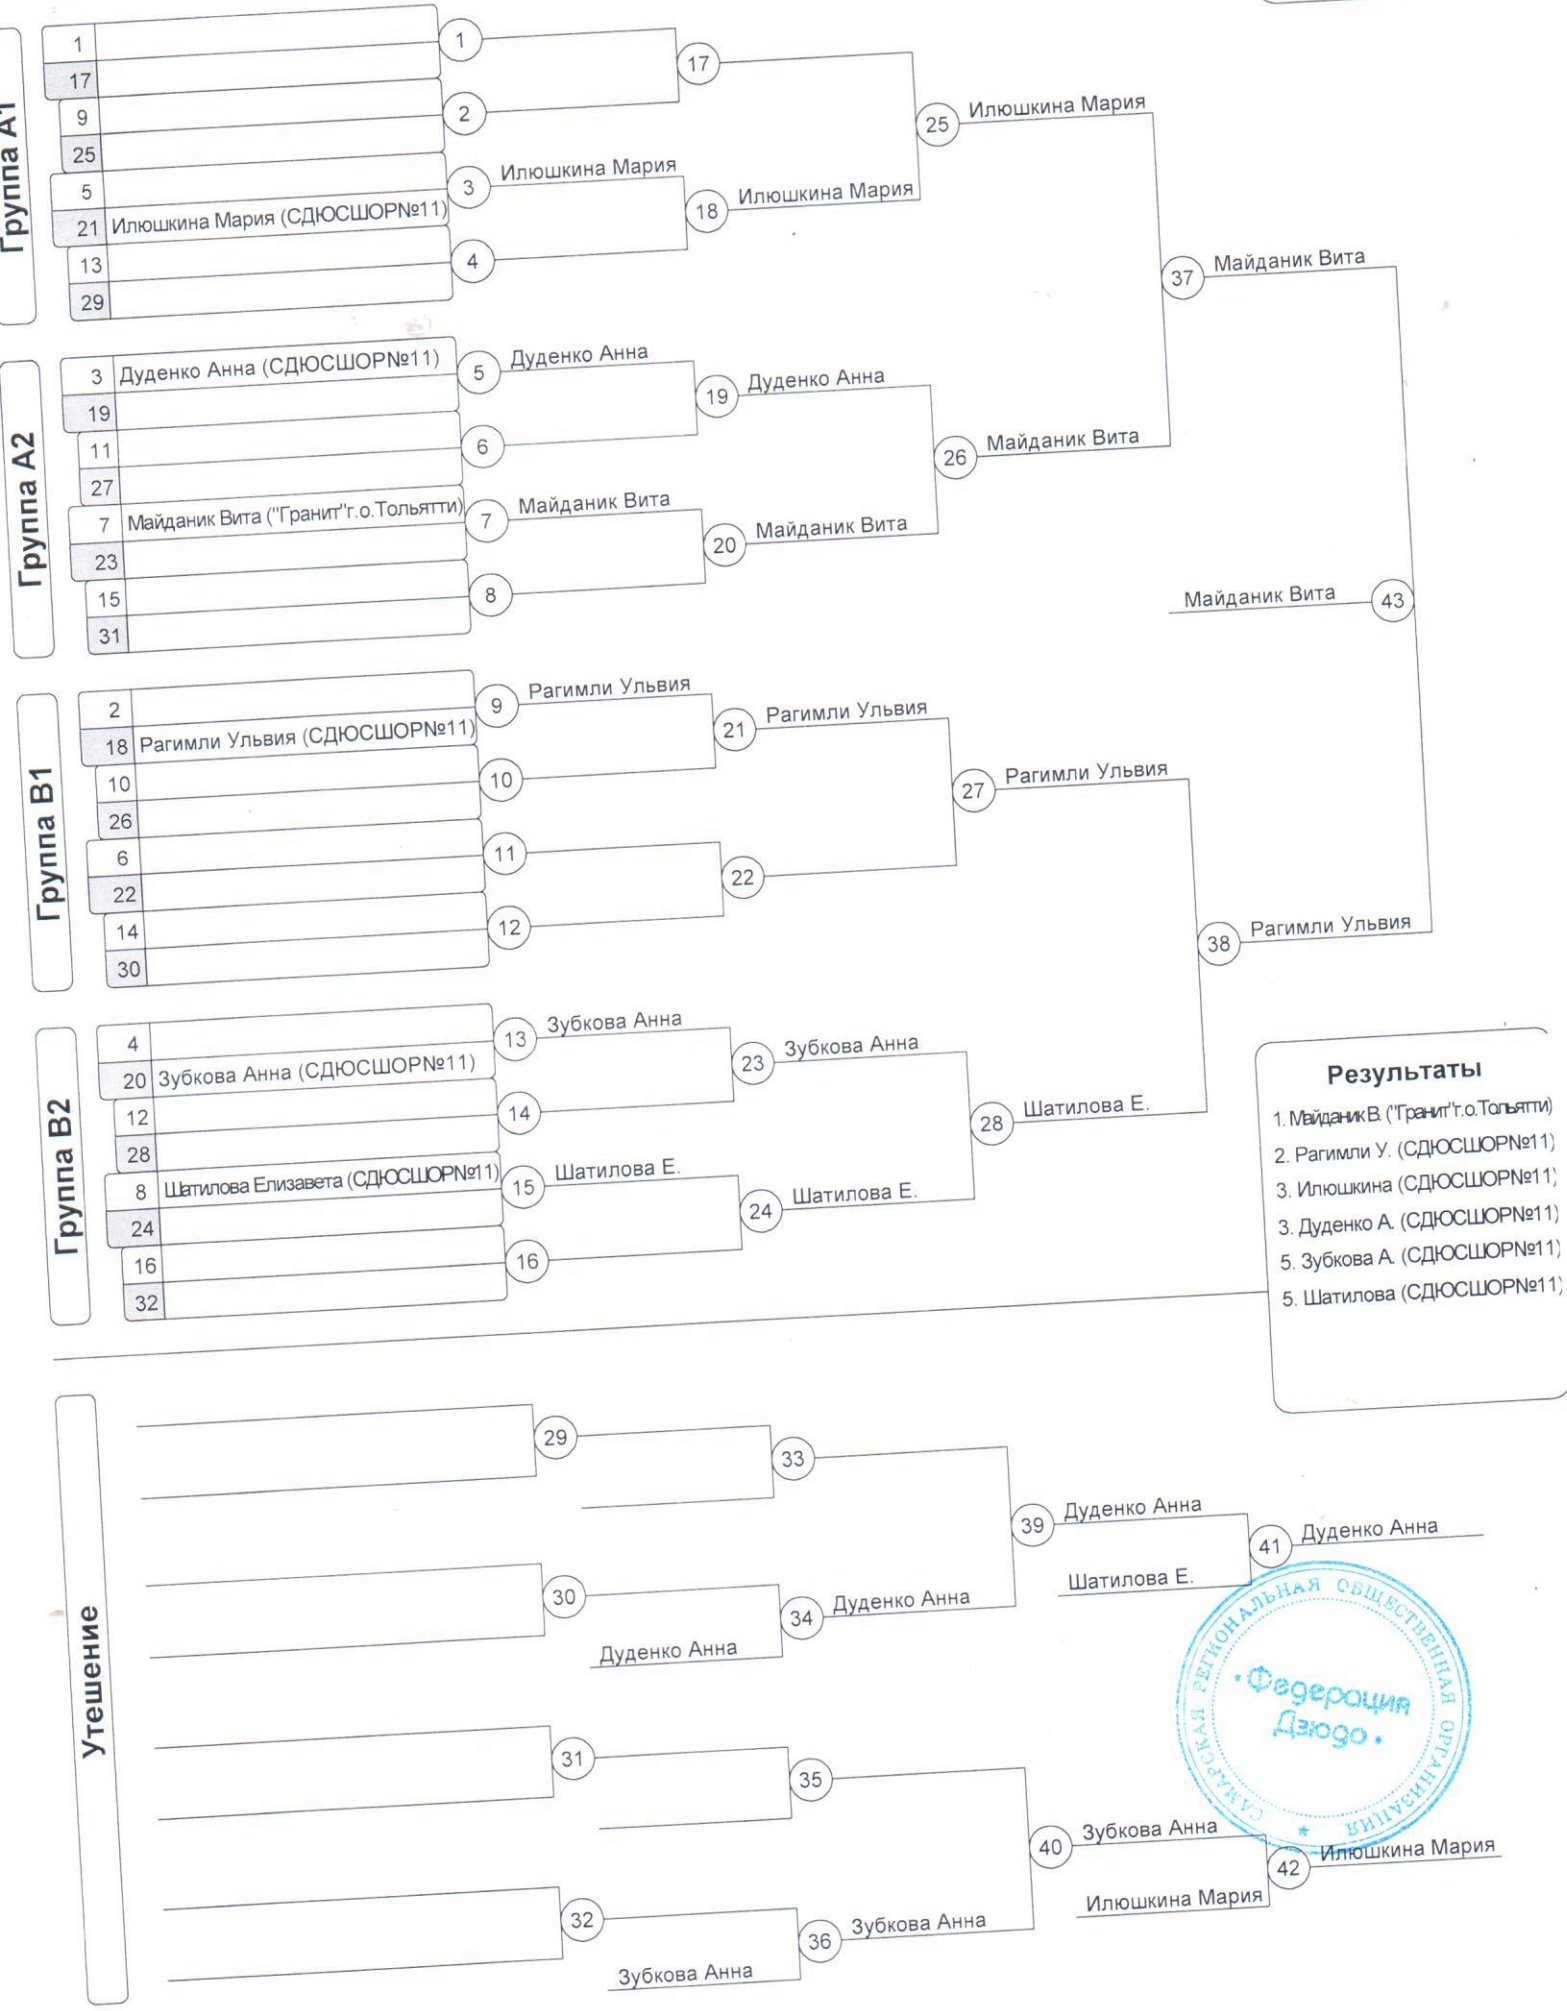 Группа A1
1
17
9
25
5
21 Илюшкина Мария (СДЮСШОР№11)
13
29
1
2
3 Илюшкина Мария
4
17
18 Илюшкина Мария
25 Илюшкина Мария
Группа A2
3 Дуденко Анна (СДЮСШОР№11)
19
11
27
7 Майданик Вита ("Гранит"г.о.Тольятти)
23
15
31
5 Дуденко Анна
6
7 Майданик Вита
8
19 Дуденко Анна
20 Майданик Вита
26 Майданик Вита
37 Майданик Вита
Майданик Вита 43
Группа B1
2
18 Рагимли Ульвия (СДЮСШОР№11)
10
26
6
22
14
30
9 Рагимли Ульвия
10
11
12
21 Рагимли Ульвия
22
27 Рагимли Ульвия
38 Рагимли Ульвия
Группа B2
4
20 Зубкова Анна (СДЮСШОР№11)
12
28
8 Шатилова Елизавета (СДЮСШОР№11)
24
16
32
13 Зубкова Анна
14
15 Шатилова Е.
16
23 Зубкова Анна
24 Шатилова Е.
28 Шатилова Е.
Результаты
1. Майданик В. ("Гранит"г.о.Тольятти)
2. Рагимли У. (СДЮСШОР№11)
3. Илюшкина (СДЮСШОР№11)
3. Дуденко А. (СДЮСШОР№11)
5. Зубкова А. (СДЮСШОР№11)
5. Шатилова (СДЮСШОР№11)
Утешение
29
33
30
Дуденко Анна
34 Дуденко Анна
39 Дуденко Анна
Шатилова Е.
41 Дуденко Анна
31
35
32
Зубкова Анна
36 Зубкова Анна
40 Зубкова Анна
Илюшкина Мария
42 Илюшкина Мария
САМАРСКАЯ РЕГИОНАЛЬНАЯ ОБЩЕСТВЕННАЯ ОРГАНИЗАЦИЯ
Федерация
Дзюдо